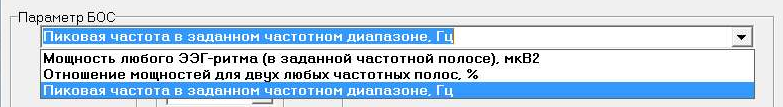 Параметр БОС
Пиковая частота в заданном частотном диапазоне, Гц
Мощность любого ЭЭГ-ритма (в заданной частотной полосе), мкВ2
Отношение мощностей для двух любых частотных полос, %
Пиковая частота в заданном частотном диапазоне, Гц